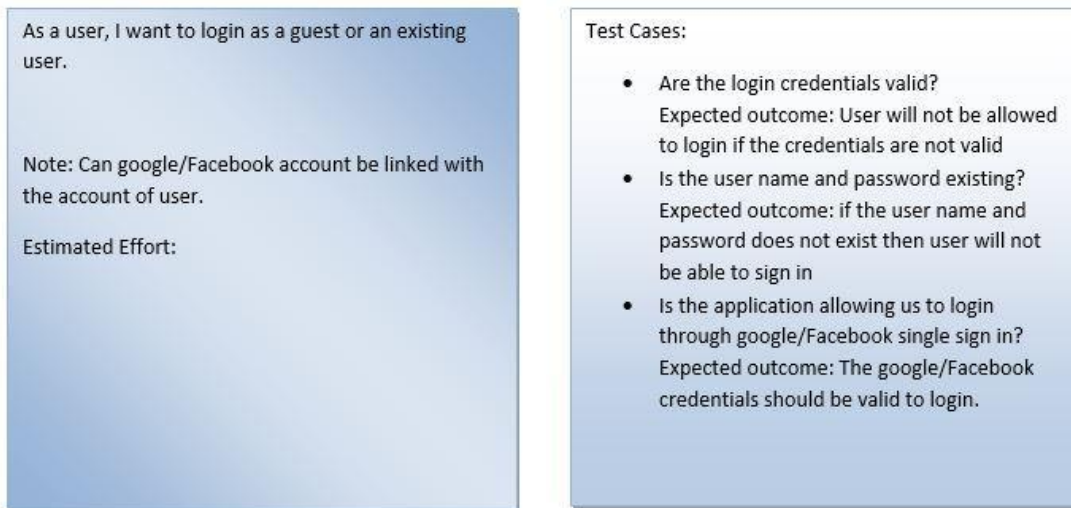 As a user, I want to login as a guest or an existing
user.
Note: Can google/Facebook account be linked with
the account of user.
Estimated Effort:
Test Cases:
• Are the login credentials valid?
Expected outcome: User will not be allowed
to login if the credentials are not valid
• Is the user name and password existing?
Expected outcome: if the user name and
password does not exist then user will not
be able to sign in
• Is the application allowing us to login
through google/Facebook single sign in?
Expected outcome: The google/Facebook
credentials should be valid to login.